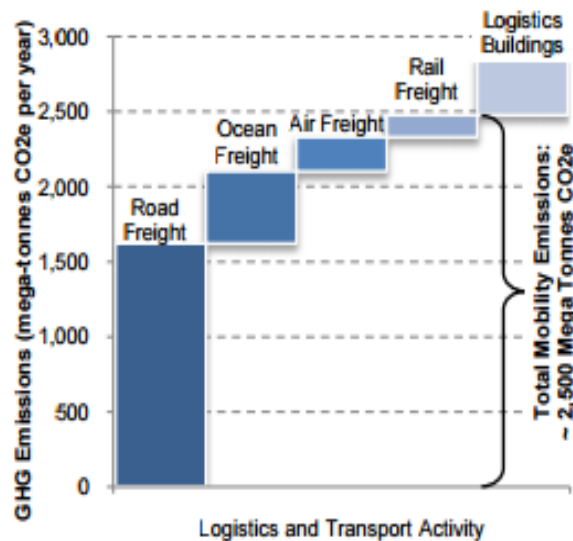 GHG Emissions (mega-tonnes CO2e per year)
3,000
2,500
2,000
1,500
1,000
500
0
Road
Freight
Ocean
Freight
Air Freight
Rail
Freight
Logistics
Buildings
Total Mobility Emissions:
~ 2,500 Mega Tonnes CO2e
Logistics and Transport Activity